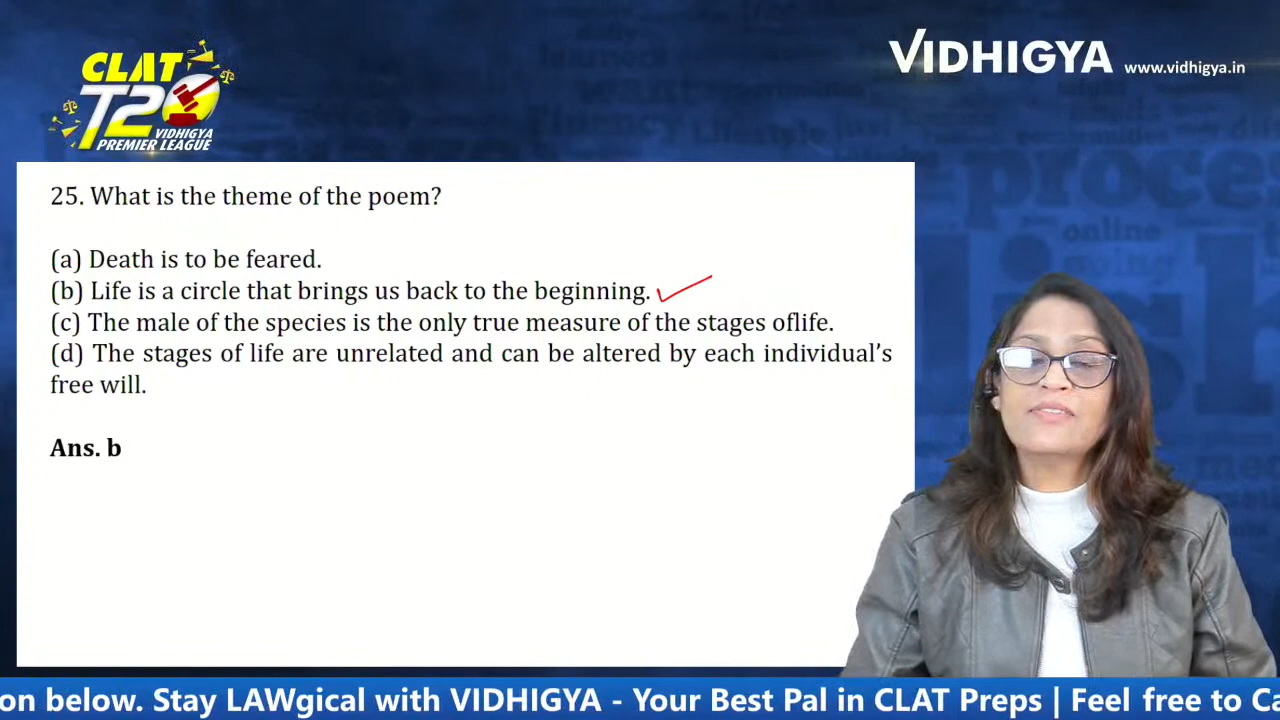 CLAT
T20
VIDHIGYA
PREMIER LEAGUE
VIDHIGYA www.vidhigya.in
25. What is the theme of the poem?
(a) Death is to be feared.
(b) Life is a circle that brings us back to the beginning.
(c) The male of the species is the only true measure of the stages oflife.
(d) The stages of life are unrelated and can be altered by each individual's
free will.
Ans. b
process
online
going
on below. Stay LAWgical with VIDHIGYA - Your Best Pal in CLAT Preps | Feel free to Ca